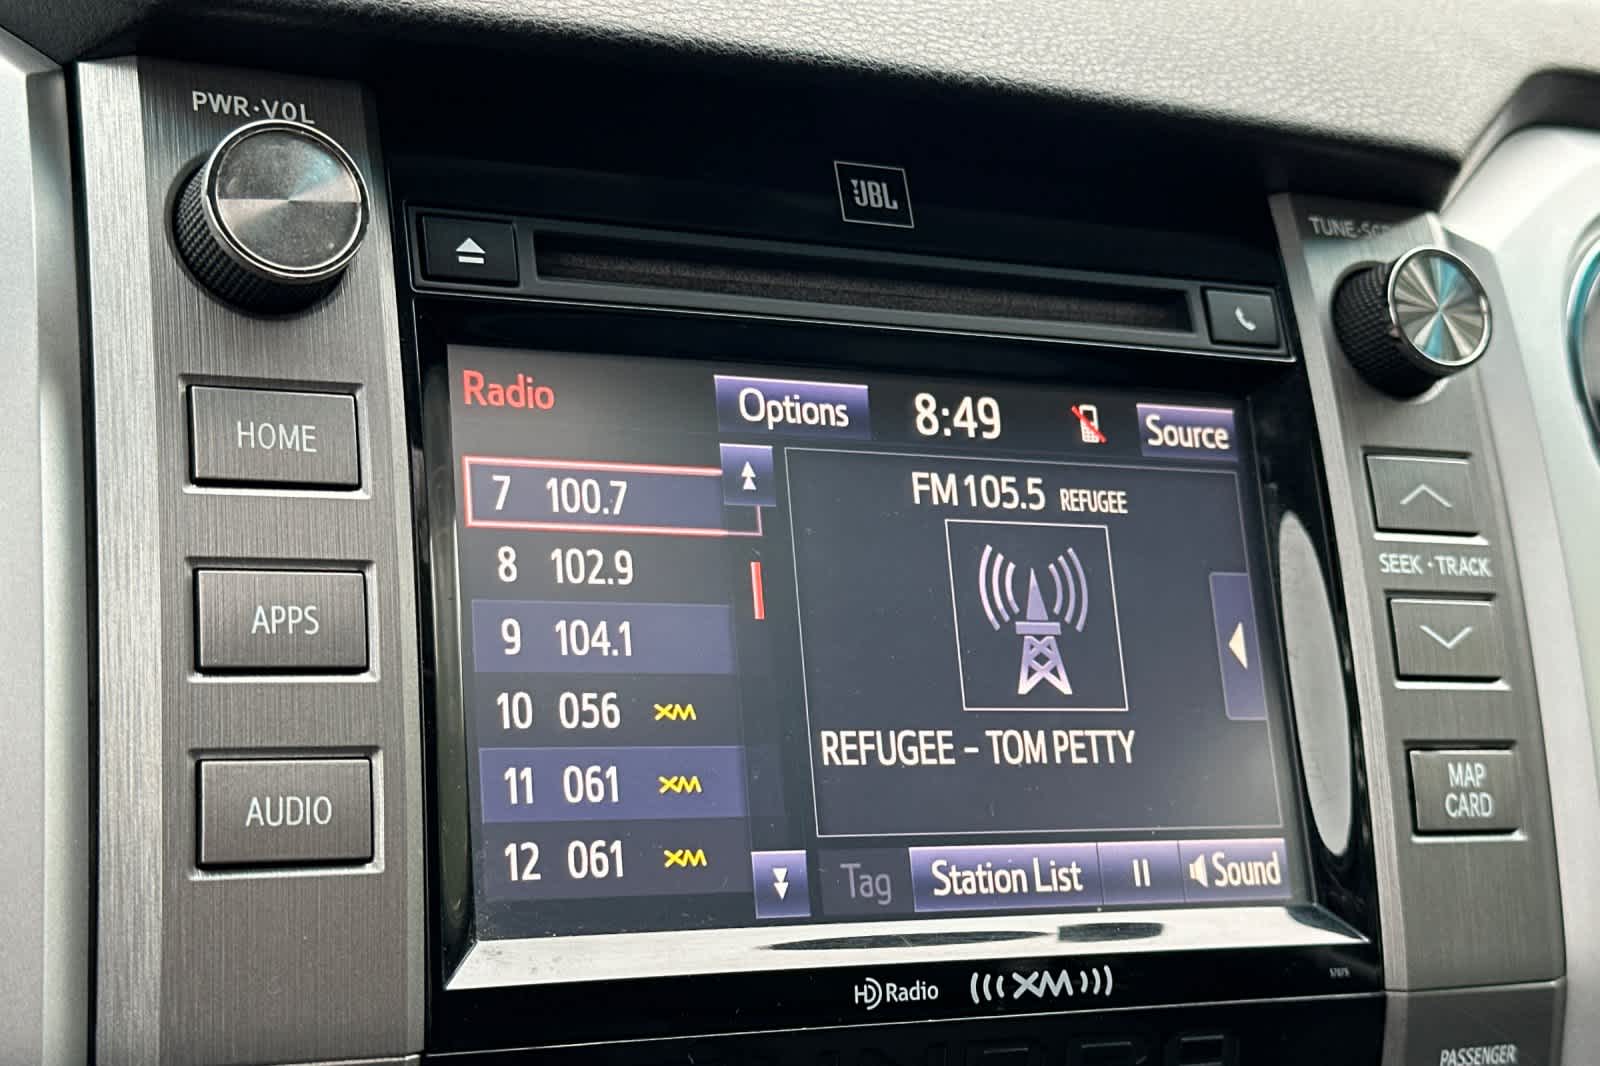 PWR·VOL
JBL
HOME
APPS
AUDIO
Radio
Options
8:49
Source
7 100.7
8 102.9
9 104.1
10 056 XM
11 061 XM
12 061 XM
FM 105.5 REFUGEE
REFUGEE - TOM PETTY
Tag
Station List
Sound
HD Radio
XM
SEEK · TRACK
MAP
CARD
PASSENGER